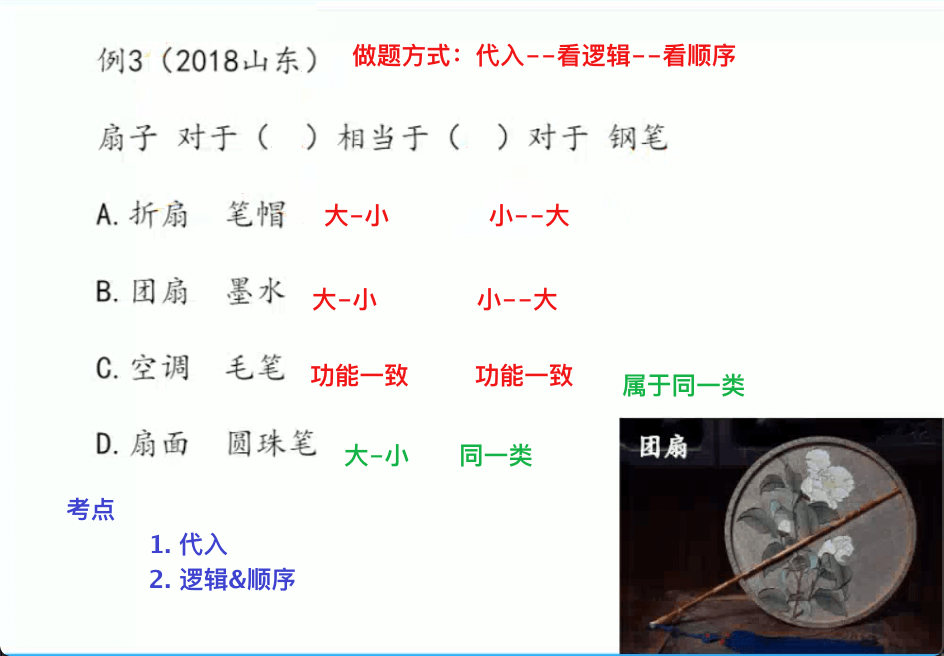 例3（2018山东） 做题方式：代入--看逻辑--看顺序
扇子 对于（ ）相当于（ ）对于 钢笔
A. 折扇 笔帽 大-小 小--大
B. 团扇 墨水 大-小 小--大
C. 空调 毛笔 功能一致 功能一致 属于同一类
D. 扇面 圆珠笔 大-小 同一类
团扇
考点
1. 代入
2. 逻辑&顺序